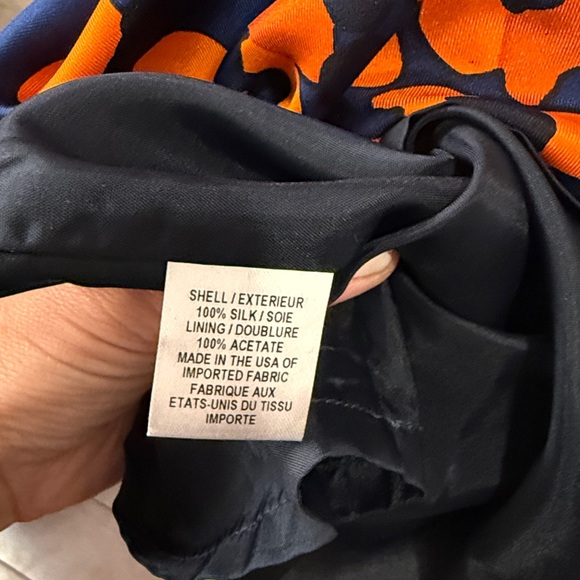 SHELL / EXTERIEUR
100% SILK / SOIE
LINING / DOUBLURE
100% ACETATE
MADE IN THE USA OF
IMPORTED FABRIC
FABRIQUE AUX
ETATS-UNIS DU TISSU
IMPORTE